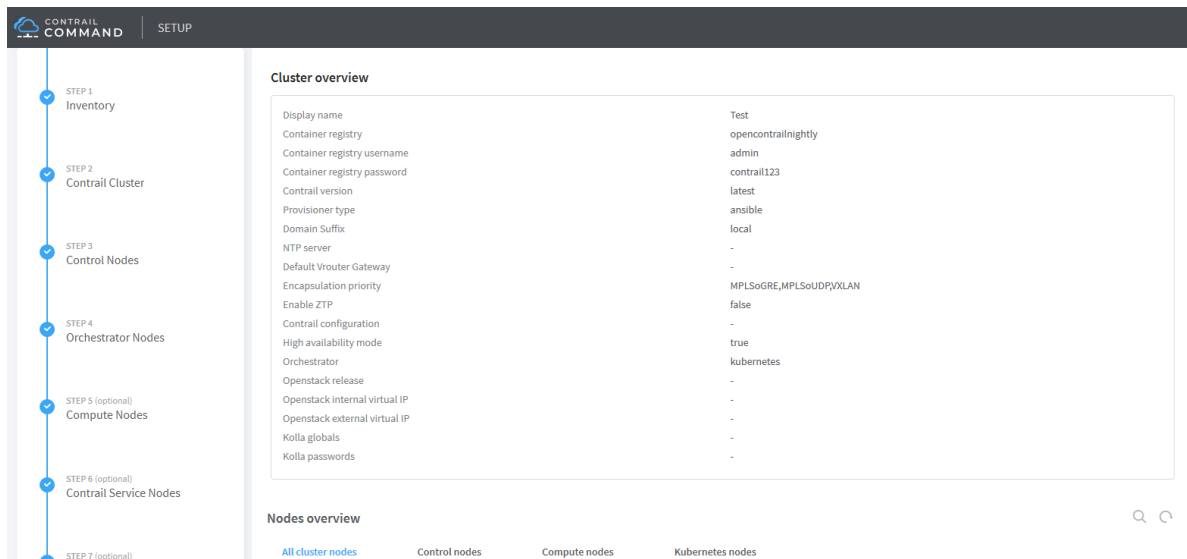 CONTRAIL
COMMAND
SETUP
STEP 1
Inventory
STEP 2
Contrail Cluster
STEP 3
Control Nodes
STEP 4
Orchestrator Nodes
STEP 5 (optional)
Compute Nodes
STEP 6 (optional)
Contrail Service Nodes
STEP 7 (optional)
Cluster overview
Display name Test
Container registry opencontrailnightly
Container registry username admin
Container registry password contrail123
Contrail version latest
Provisioner type ansible
Domain Suffix local
NTP server -
Default Vrouter Gateway -
Encapsulation priority MPLSoGRE,MPLSoUDP,VXLAN
Enable ZTP false
Contrail configuration -
High availability mode true
Orchestrator kubernetes
Openstack release -
Openstack internal virtual IP -
Openstack external virtual IP -
Kolla globals -
Kolla passwords -
Nodes overview
All cluster nodes Control nodes Compute nodes Kubernetes nodes